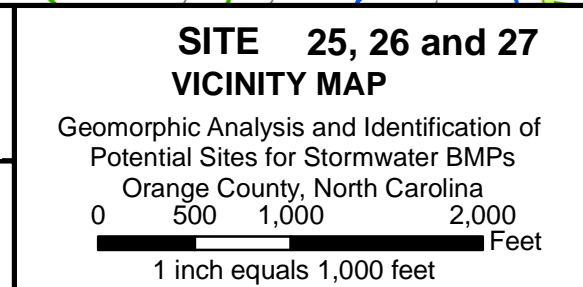 SITE 25, 26 and 27
VICINITY MAP
Geomorphic Analysis and Identification of
Potential Sites for Stormwater BMPs
Orange County, North Carolina
0 500 1,000 2,000
Feet
1 inch equals 1,000 feet